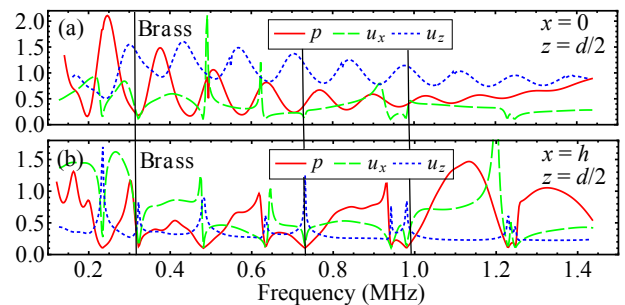 (a) Brass p u_x u_z x = 0
z = d/2
2.0
1.5
1.0
0.5
0.0
(b) Brass p u_x u_z x = h
z = d/2
1.5
1.0
0.5
0.0
0.2 0.4 0.6 0.8 1.0 1.2 1.4
Frequency (MHz)